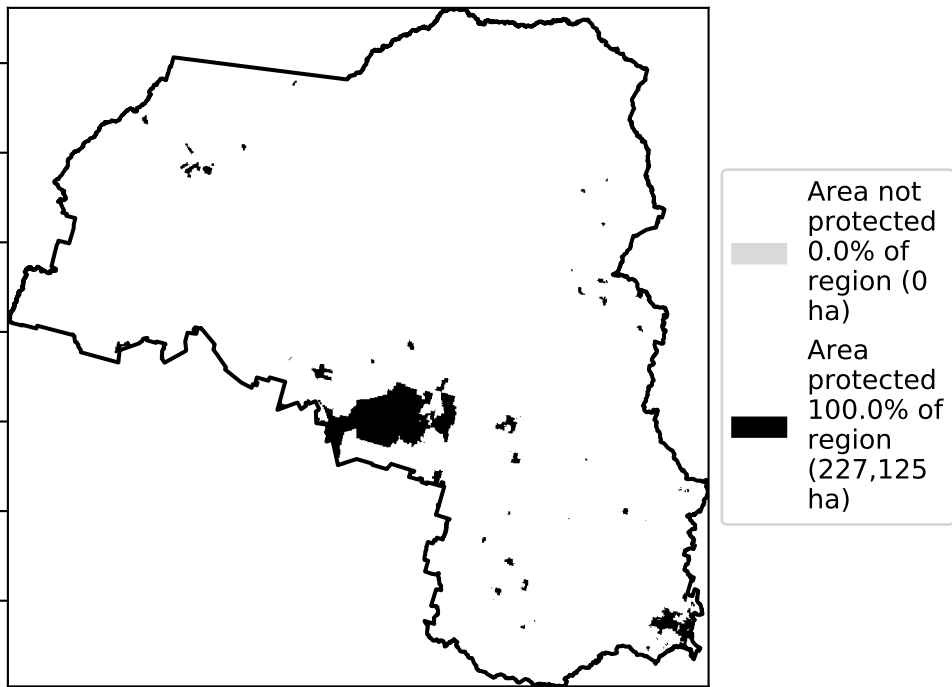 Area not
protected
0.0% of
region (0
ha)
Area
protected
100.0% of
region
(227,125
ha)